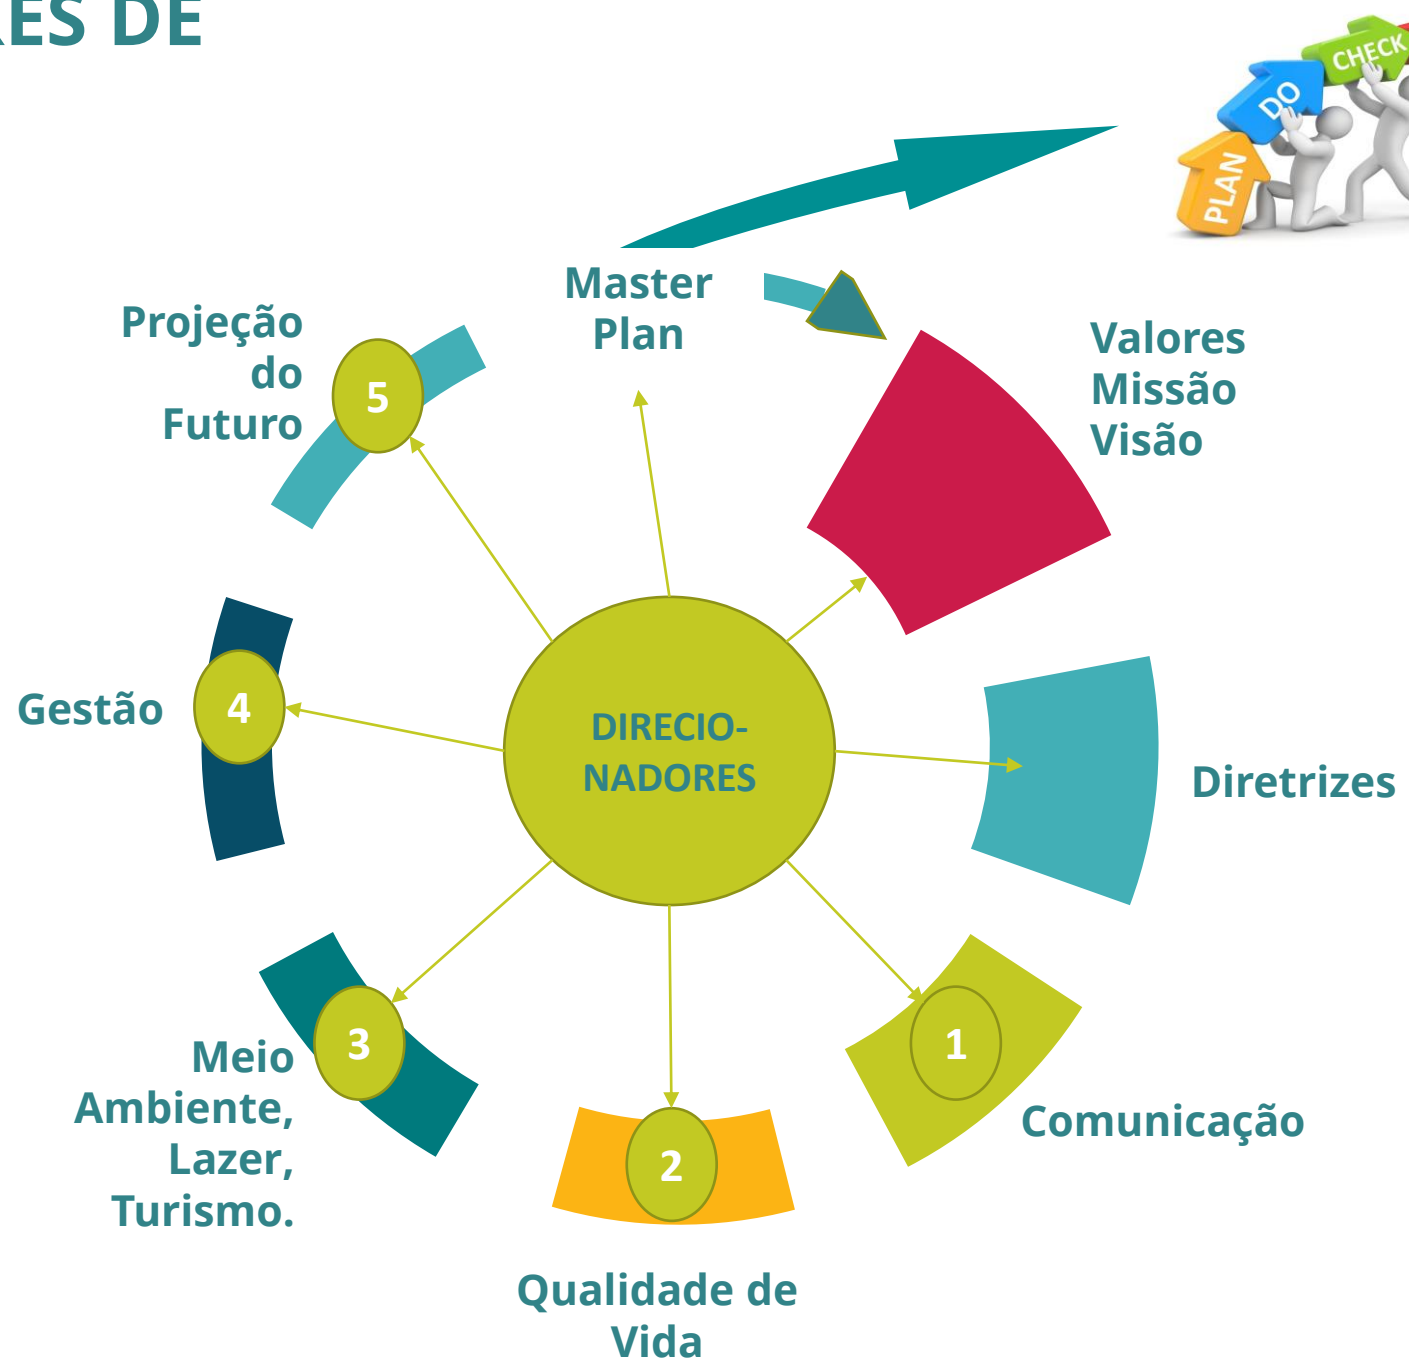 ES DE
CHECK
DO
PLAN
Master
Plan
Projeção
do
Futuro
5
Valores
Missão
Visão
Gestão
4
DIRECIO-
NADORES
Diretrizes
3
Meio
Ambiente,
Lazer,
Turismo.
1
Comunicação
2
Qualidade de
Vida